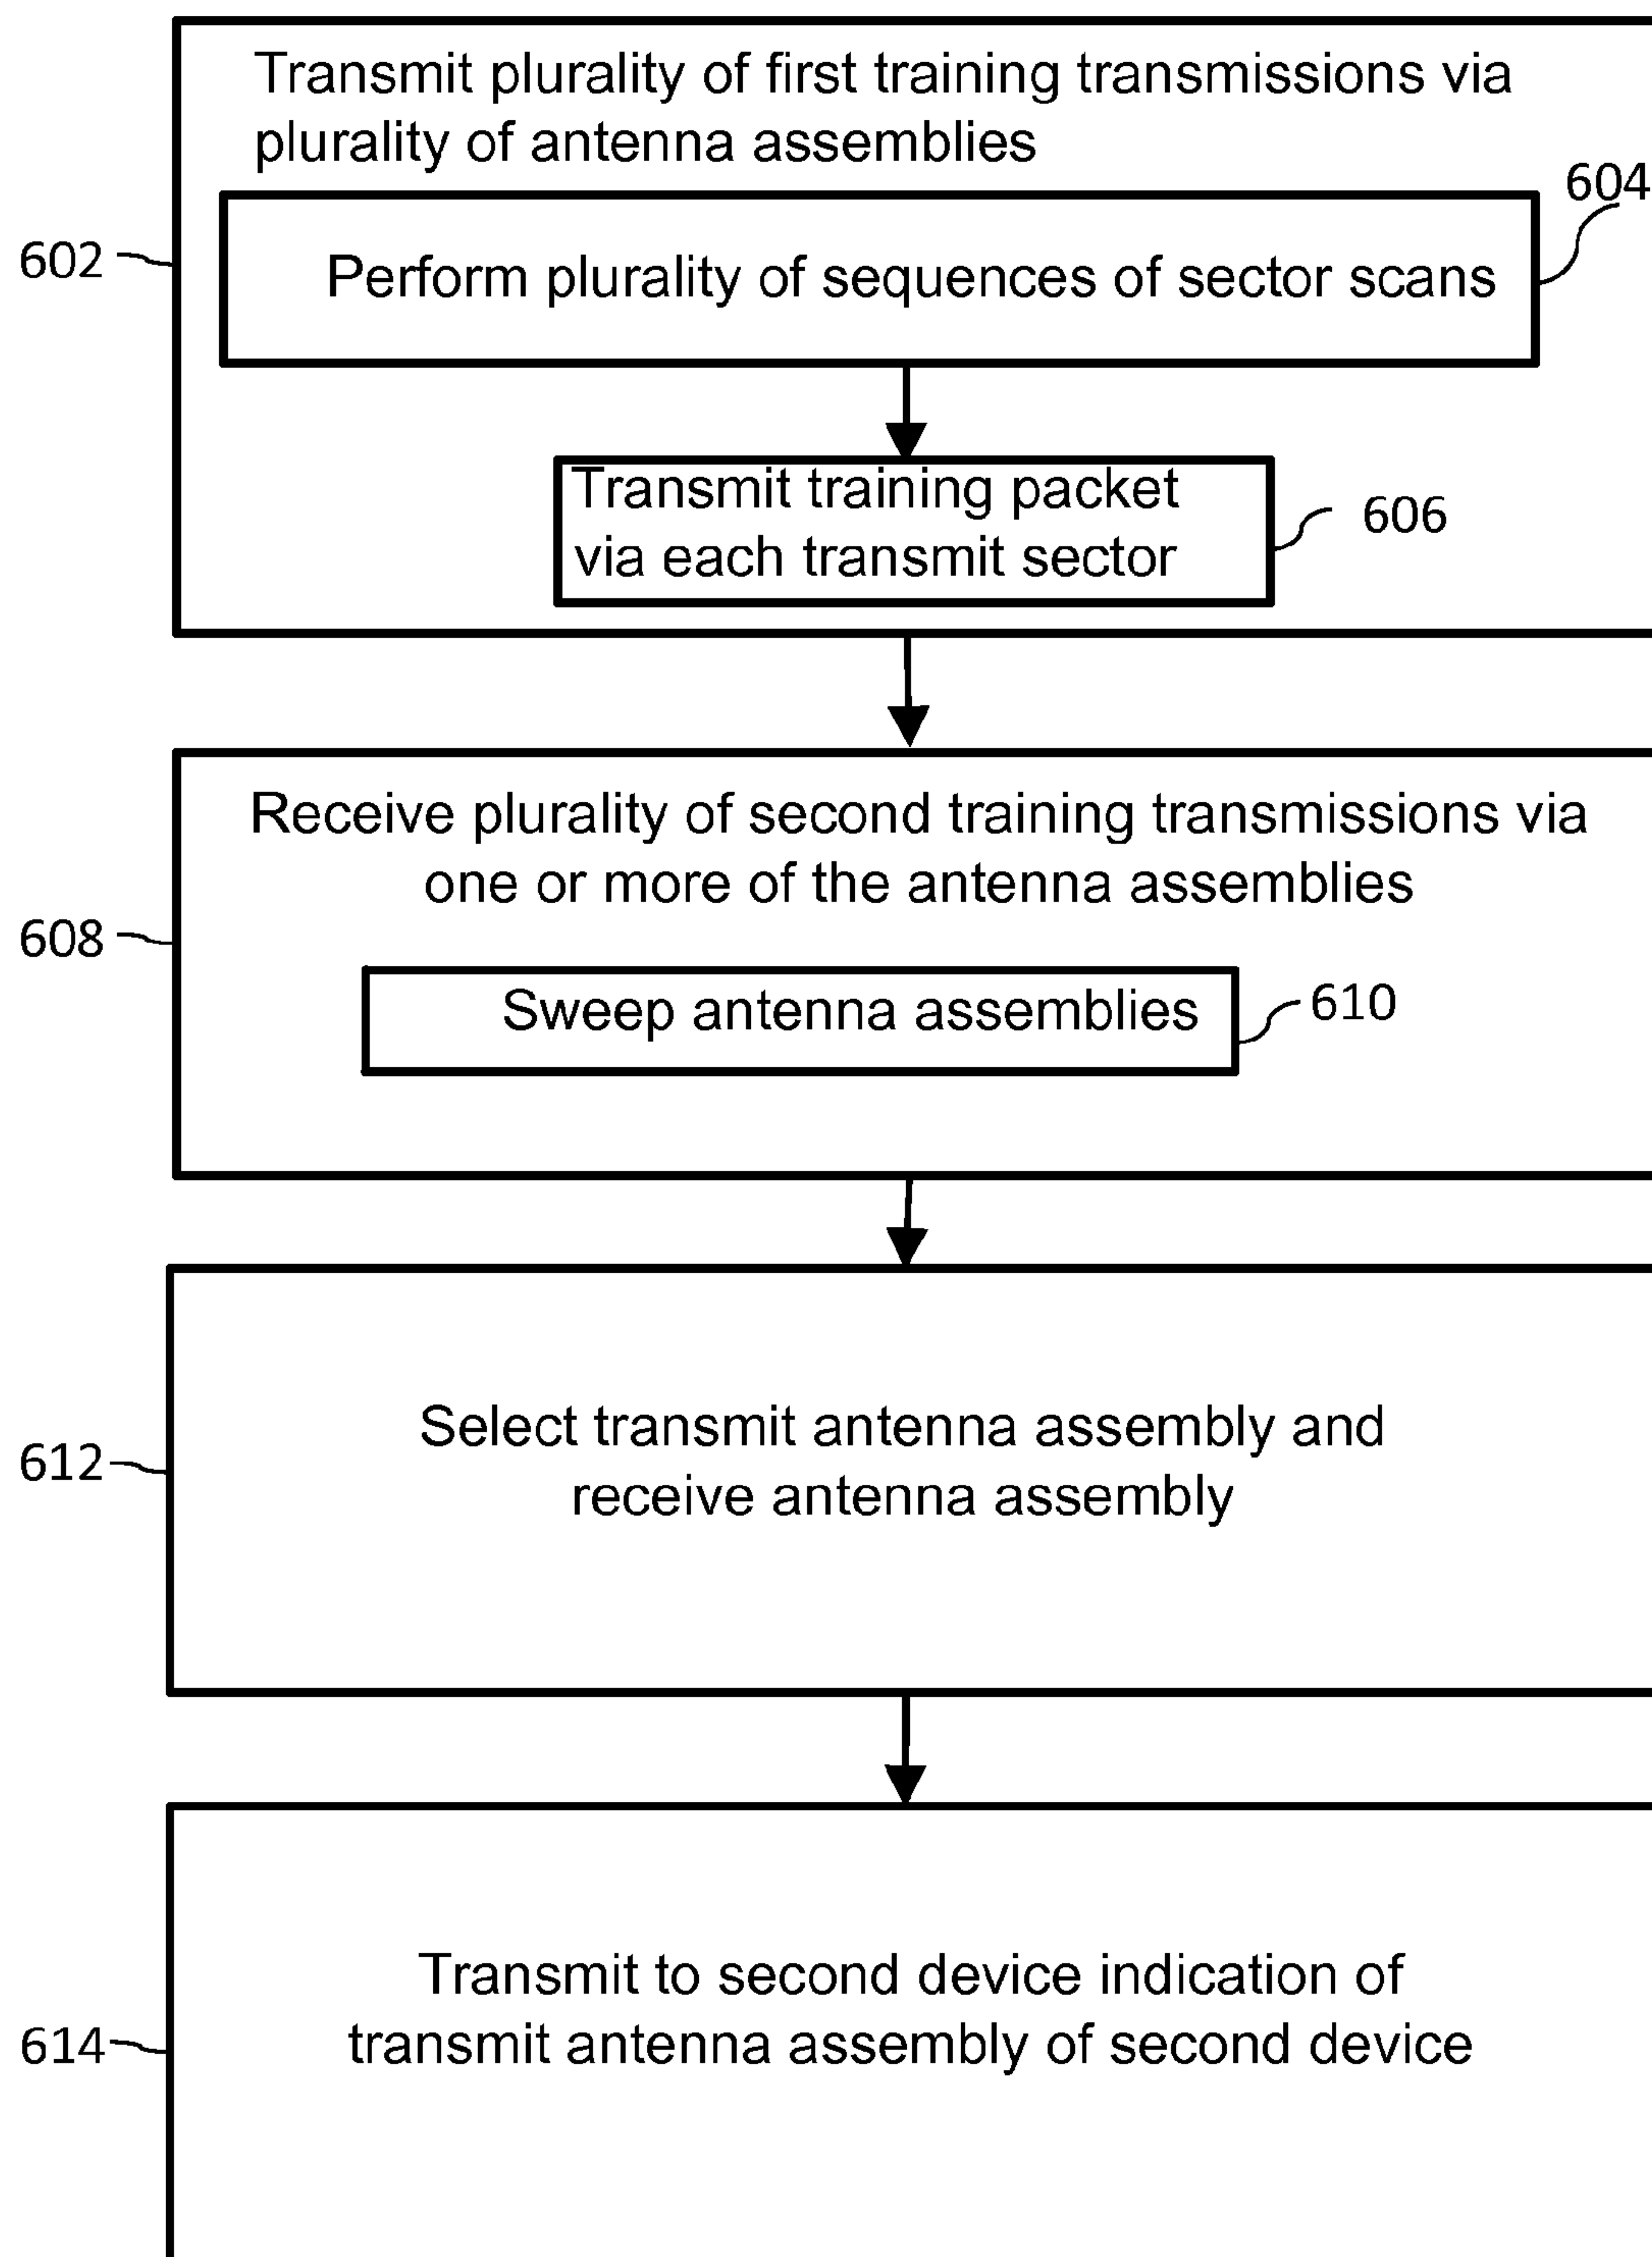 Transmit plurality of first training transmissions via
plurality of antenna assemblies
604
602
Perform plurality of sequences of sector scans
Transmit training packet
via each transmit sector
606
Receive plurality of second training transmissions via
one or more of the antenna assemblies
608
Sweep antenna assemblies
610
Select transmit antenna assembly and
receive antenna assembly
612
Transmit to second device indication of
transmit antenna assembly of second device
614